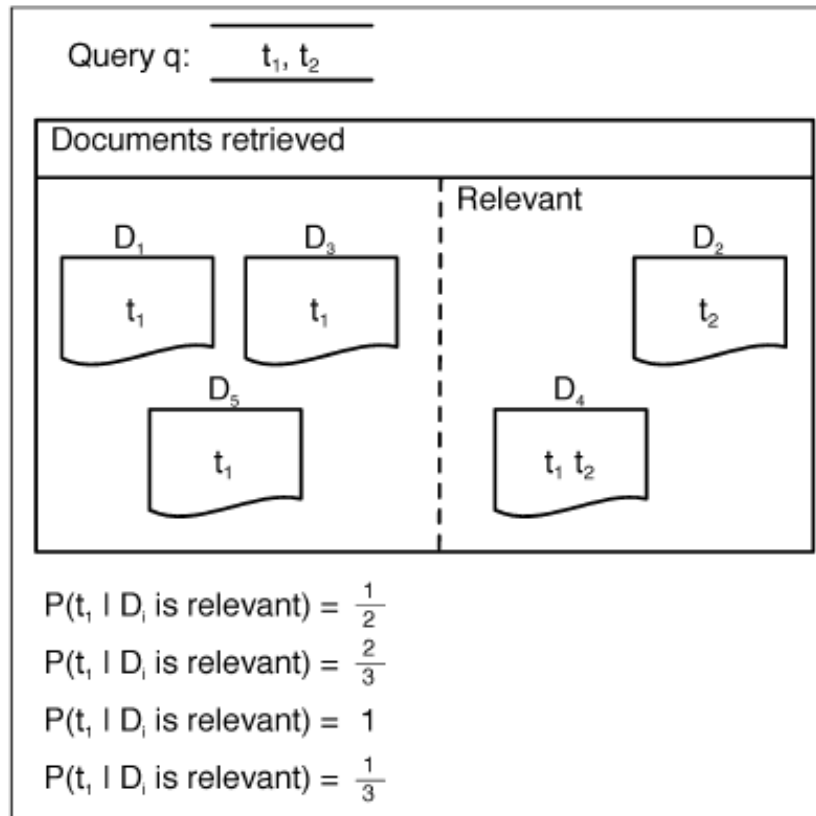 Query q: t₁, t₂
Documents retrieved
Relevant
D₁ D₃ D₂
t₁ t₁ t₂
D₅ D₄
t₁ t₁ t₂
P(t₁ | Dᵢ is relevant) = 1/2
P(t₁ | Dᵢ is relevant) = 2/3
P(t₁ | Dᵢ is relevant) = 1
P(t₁ | Dᵢ is relevant) = 1/3